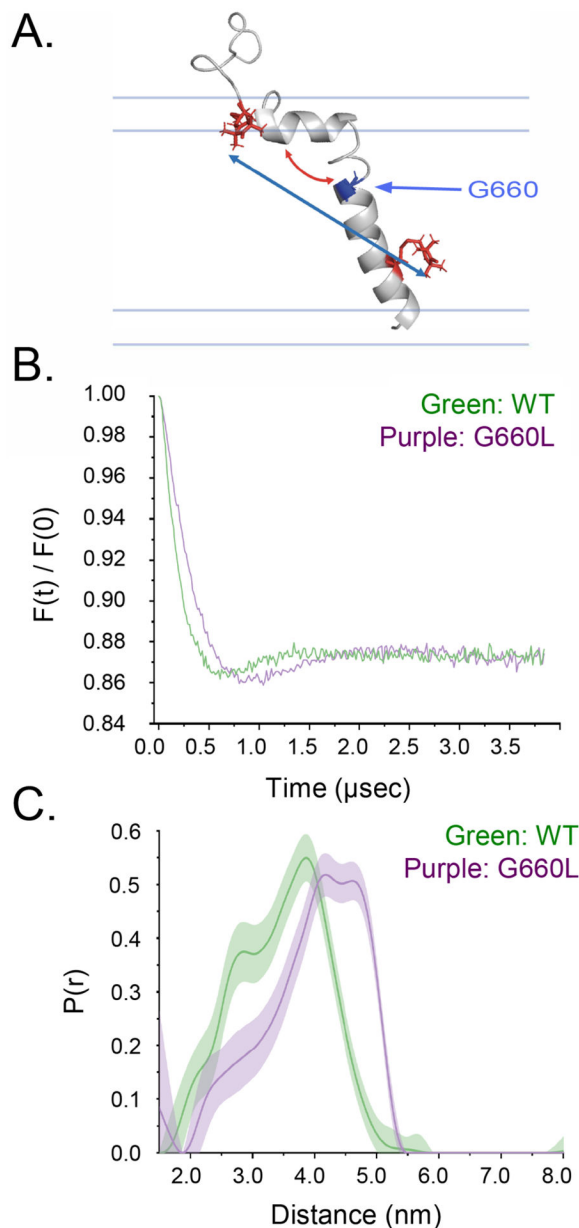 A.
G660
B.
Green: WT
Purple: G660L
1.00
0.98
0.96
0.94
0.92
0.90
0.88
0.86
0.84
F(t) / F(0)
0.0 0.5 1.0 1.5 2.0 2.5 3.0 3.5
Time (μsec)
C.
Green: WT
Purple: G660L
0.6
0.5
0.4
0.3
0.2
0.1
0.0
P(r)
2.0 3.0 4.0 5.0 6.0 7.0 8.0
Distance (nm)